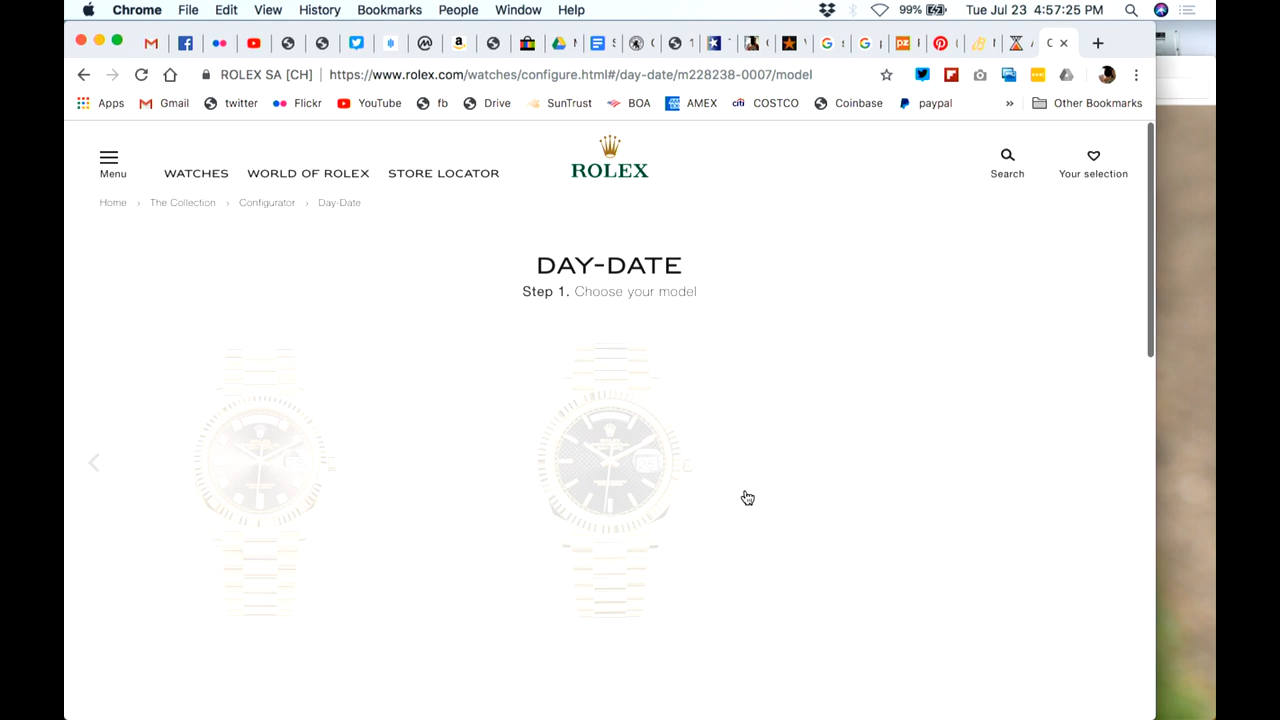 Chrome File Edit View History Bookmarks People Window Help 99% Tue Jul 23 4:57:25 PM
ROLEX SA [CH] https://www.rolex.com/watches/configure.html#/day-date/m228238-0007/model
Apps Gmail twitter Flickr YouTube fb Drive SunTrust BOA AMEX COSTCO Coinbase paypal » Other Bookmarks
Menu WATCHES WORLD OF ROLEX STORE LOCATOR ROLEX Search Your selection
Home › The Collection › Configurator › Day-Date
DAY-DATE
Step 1. Choose your model